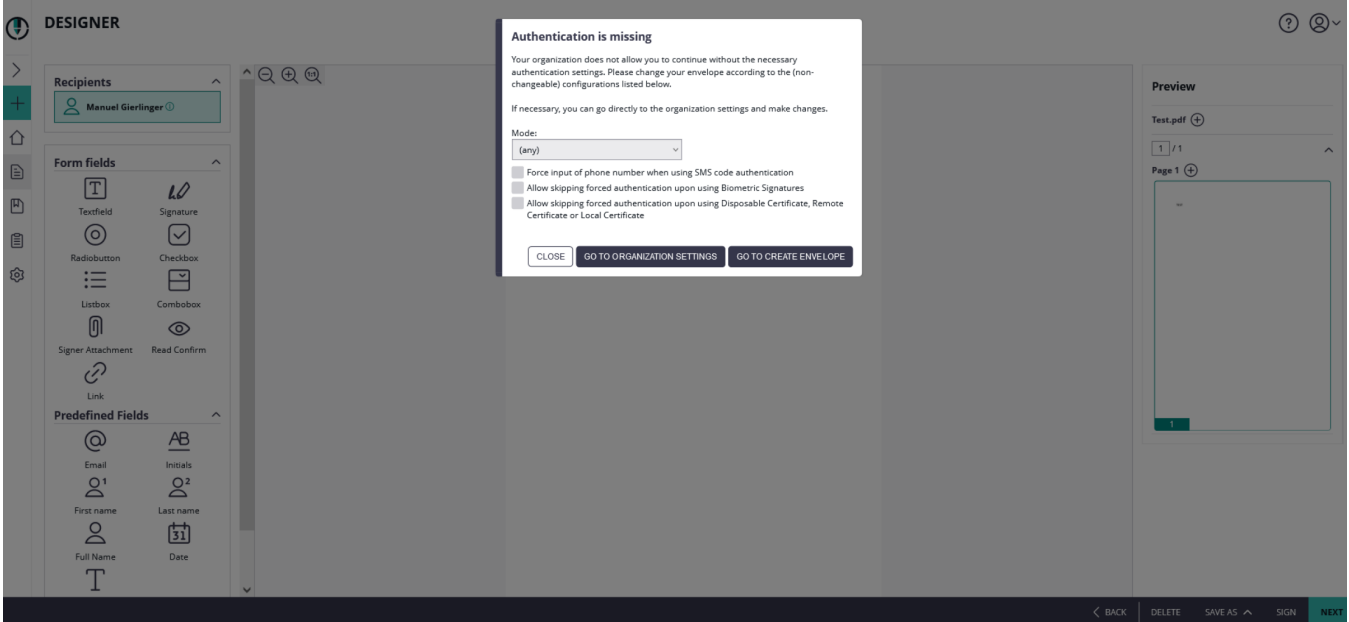 DESIGNER
Authentication is missing
Your organization does not allow you to continue without the necessary
authentication settings. Please change your envelope according to the (non-
changeable) configurations listed below.
If necessary, you can go directly to the organization settings and make changes.
Mode:
(any)
Force input of phone number when using SMS code authentication
Allow skipping forced authentication upon using Biometric Signatures
Allow skipping forced authentication upon using Disposable Certificate, Remote
Certificate or Local Certificate
CLOSE
GO TO ORGANIZATION SETTINGS
GO TO CREATE ENVELOPE
Recipients
Manuel Gierlinger
Form fields
Textfield
Signature
Radiobutton
Checkbox
Listbox
Combobox
Signer Attachment
Read Confirm
Link
Predefined Fields
Email
Initials
First name
Last name
Full Name
Date
Preview
Test.pdf
1 / 1
Page 1
1
BACK
DELETE
SAVE AS
SIGN
NEXT